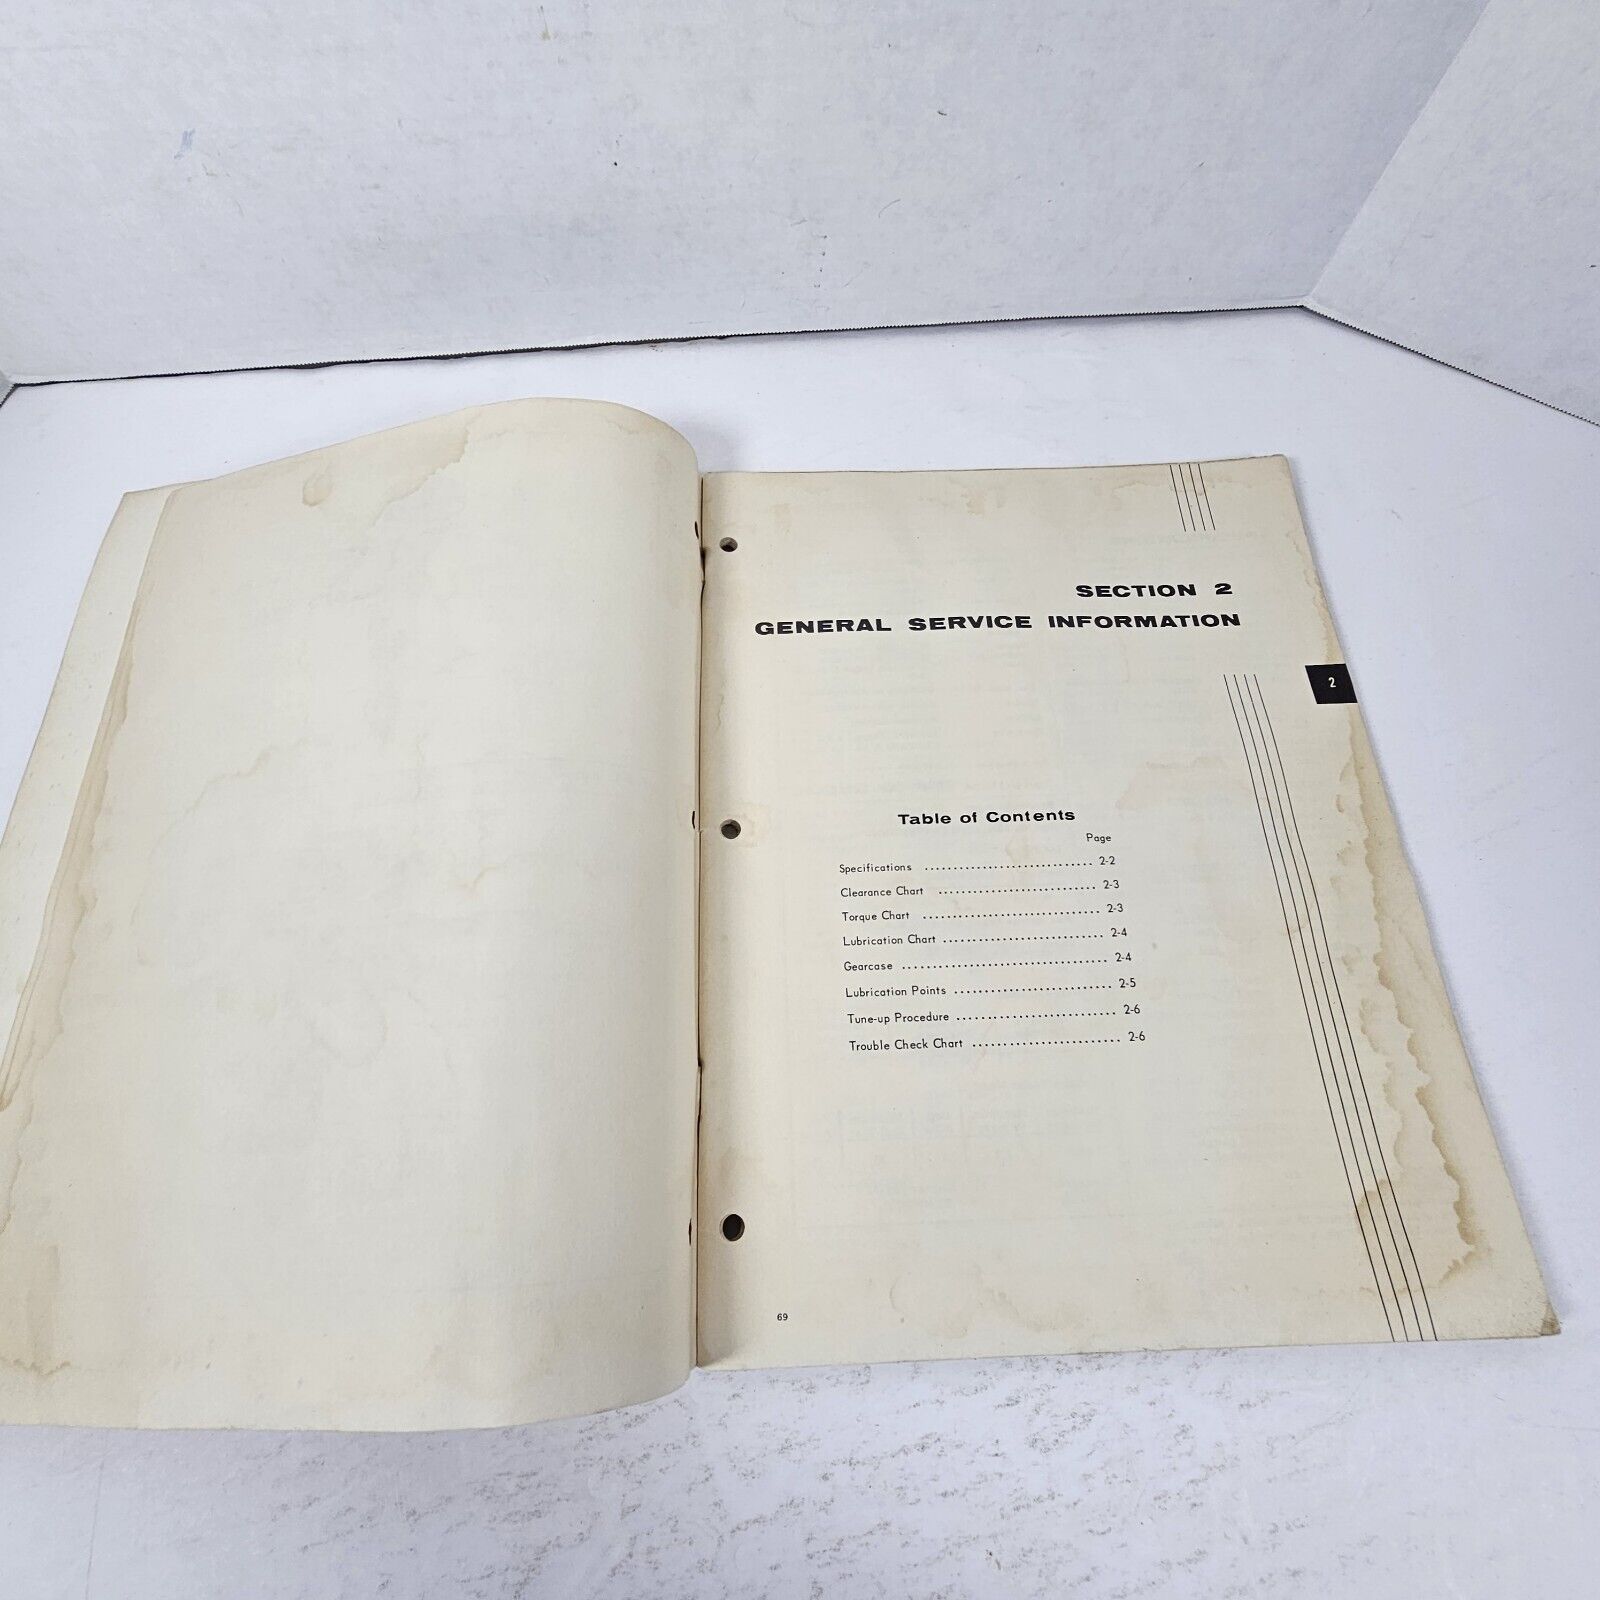 SECTION 2
GENERAL SERVICE INFORMATION
2
Table of Contents
Page
Specifications ............................ 2-2
Clearance Chart .......................... 2-3
Torque Chart ............................. 2-3
Lubrication Chart .......................... 2-4
Gearcase .................................. 2-4
Lubrication Points .......................... 2-5
Tune-up Procedure .......................... 2-6
Trouble Check Chart ........................ 2-6
69